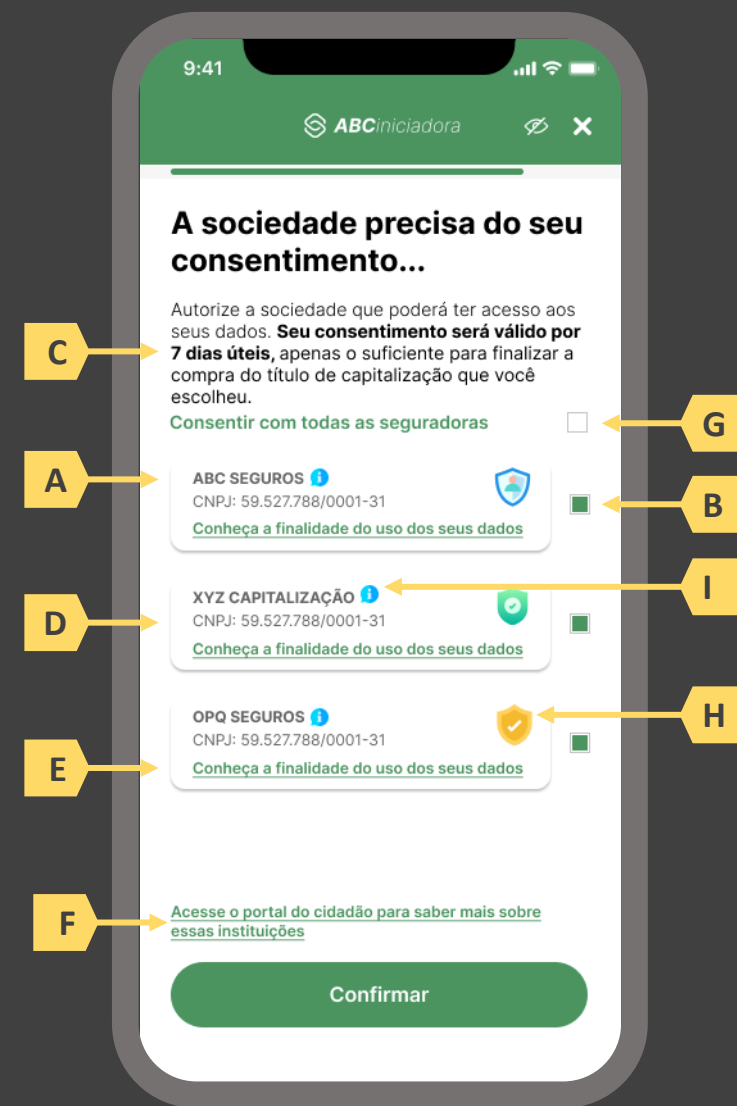 9:41
ABCiniciadora
A sociedade precisa do seu
consentimento...
Autorize a sociedade que poderá ter acesso aos
seus dados. Seu consentimento será válido por
7 dias úteis, apenas o suficiente para finalizar a
compra do título de capitalização que você
escolheu.
C
Consentir com todas as seguradoras
G
A
ABC SEGUROS
CNPJ: 59.527.788/0001-31
Conheça a finalidade do uso dos seus dados
B
XYZ CAPITALIZAÇÃO
I
CNPJ: 59.527.788/0001-31
Conheça a finalidade do uso dos seus dados
D
OPQ SEGUROS
H
CNPJ: 59.527.788/0001-31
Conheça a finalidade do uso dos seus dados
E
Acesse o portal do cidadão para saber mais sobre
essas instituições
F
Confirmar